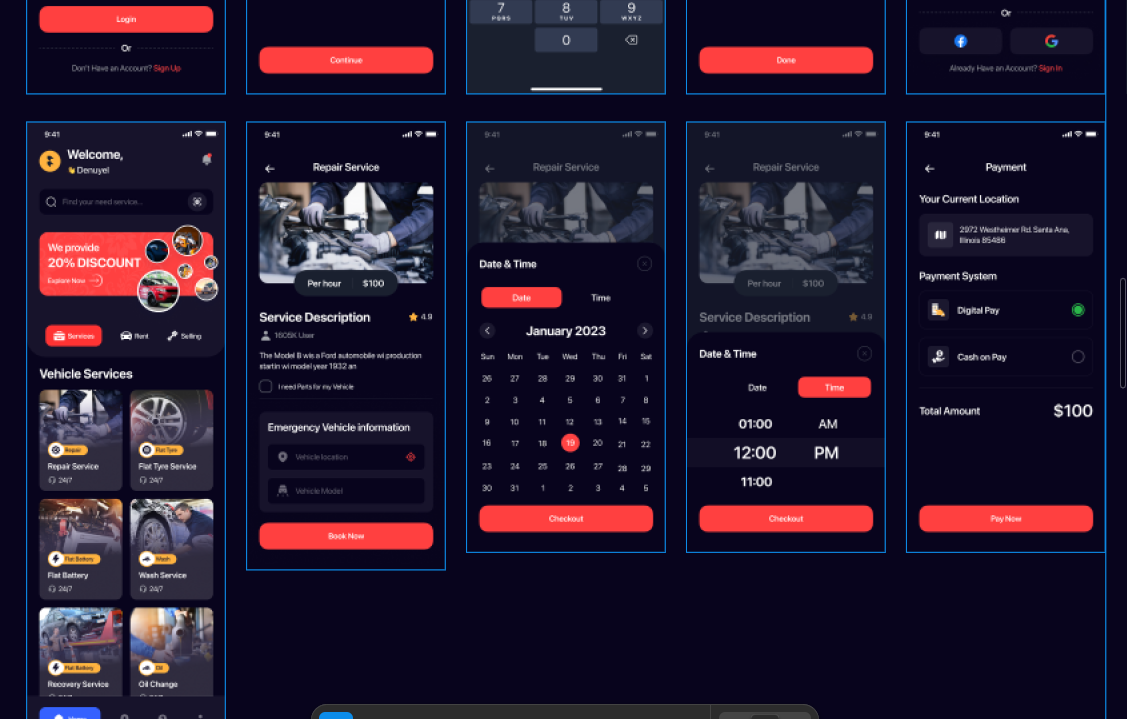 Login
Or
Don't Have an Account? Sign Up
Continue
7
PQRS
8
TUV
9
WXYZ
0
Done
Or
Already Have an Account? Sign In
9:41
Welcome,
Denuyel
Find your need service...
We provide
20% DISCOUNT
Explore Now
Services
Rent
Selling
Vehicle Services
Repair
Repair Service
24/7
Flat Tyre
Flat Tyre Service
24/7
Flat Battery
Flat Battery
24/7
Wash
Wash Service
24/7
Flat Battery
Recovery Service
24/7
Oil
Oil Change
24/7
Home
9:41
Repair Service
Per hour
$100
Service Description
4.9
1605K User
The Model B wis a Ford automobile wi production
startin wi model year 1932 an
I need Parts for my Vehicle
Emergency Vehicle information
Vehicle location
Vehicle Model
Book Now
9:41
Repair Service
Date & Time
Date
Time
January 2023
Sun Mon Tue Wed Thu Fri Sat
26 27 28 29 30 31 1
2 3 4 5 6 7 8
9 10 11 12 13 14 15
16 17 18 19 20 21 22
23 24 25 26 27 28 29
30 31 1 2 3 4 5
Checkout
9:41
Repair Service
Per hour
$100
Service Description
4.9
Date & Time
Date
Time
01:00 AM
12:00 PM
11:00
Checkout
9:41
Payment
Your Current Location
2972 Westheimer Rd. Santa Ana,
Illinois 85486
Payment System
Digital Pay
Cash on Pay
Total Amount
$100
Pay Now